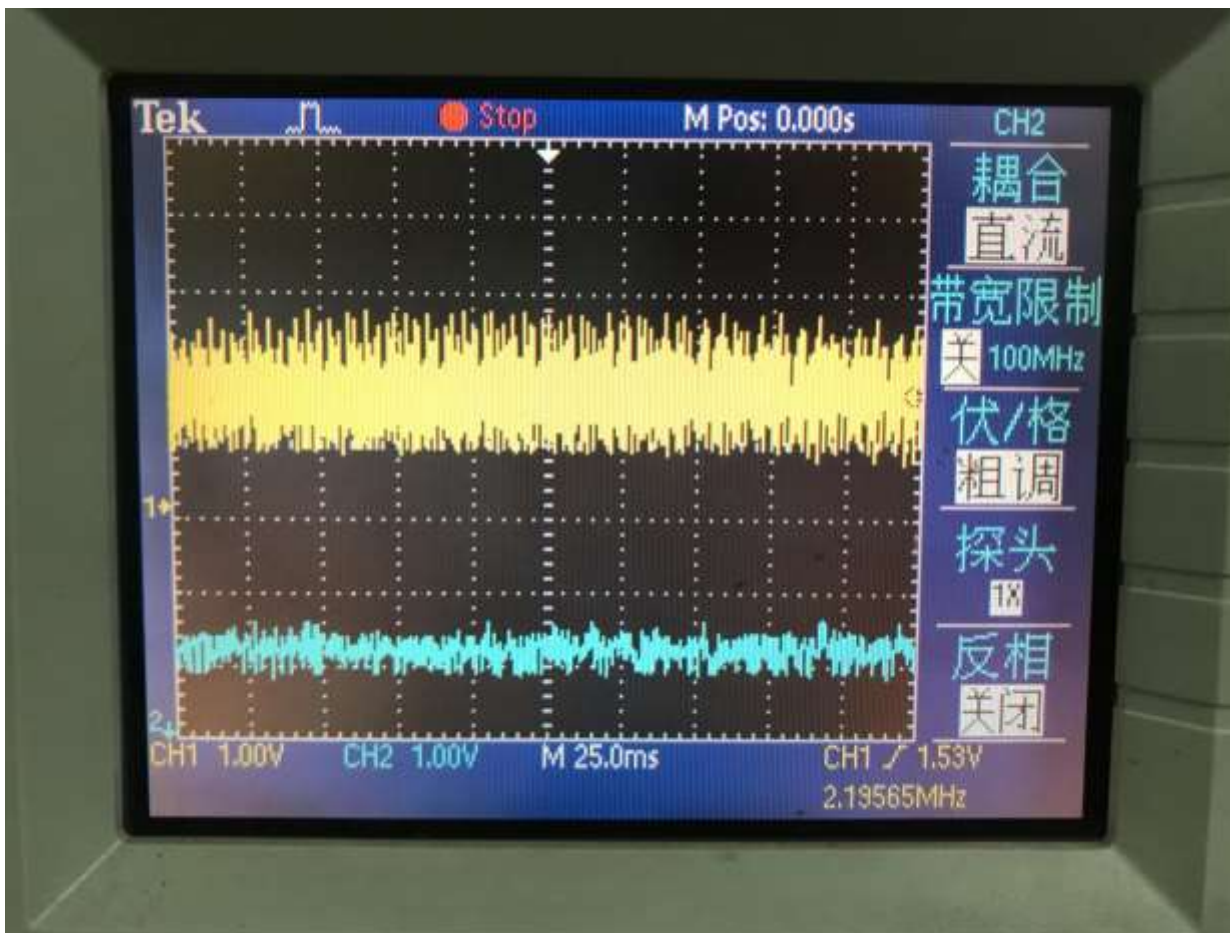 Tek Stop M Pos: 0.000s CH2
耦合
直流
带宽限制
关 100MHz
伏/格
粗调
探头
1X
反相
关闭
1
2
CH1 1.00V CH2 1.00V M 25.0ms CH1 1.53V
2.19565MHz